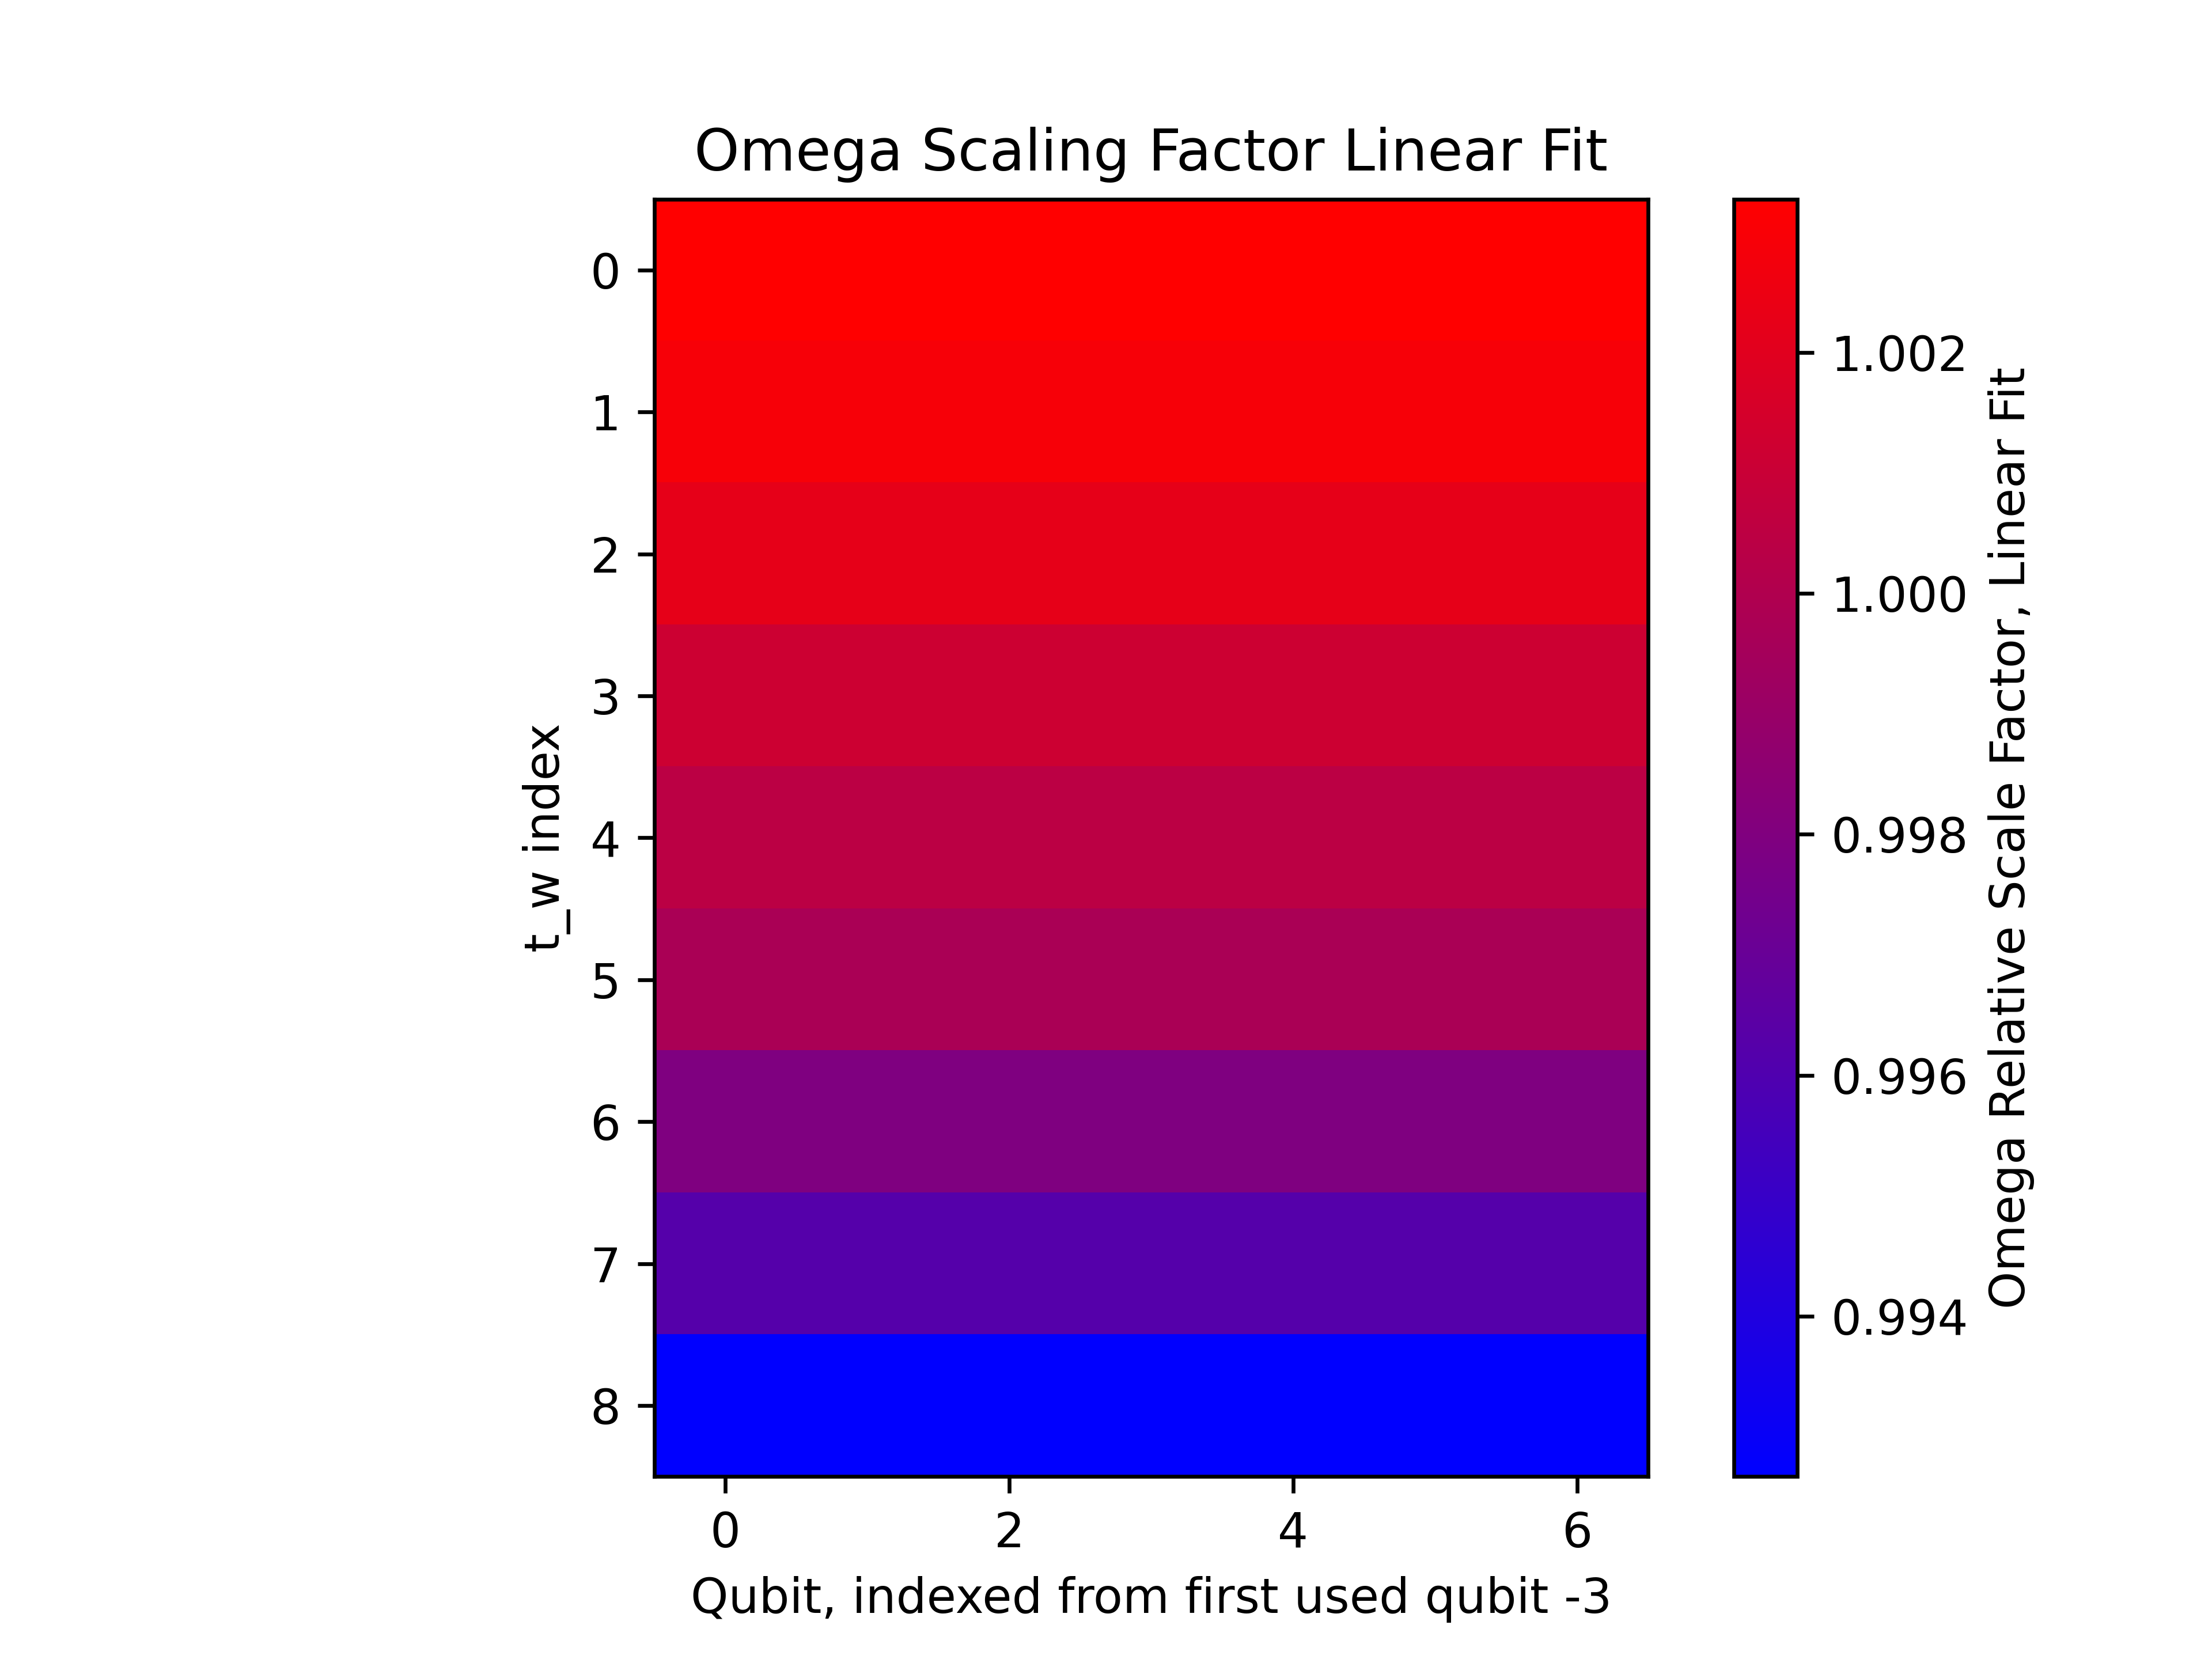 Omega Scaling Factor Linear Fit
t_w index
0
1
2
3
4
5
6
7
8
0 2 4 6
Qubit, indexed from first used qubit -3
1.002
1.000
0.998
0.996
0.994
Omega Relative Scale Factor, Linear Fit